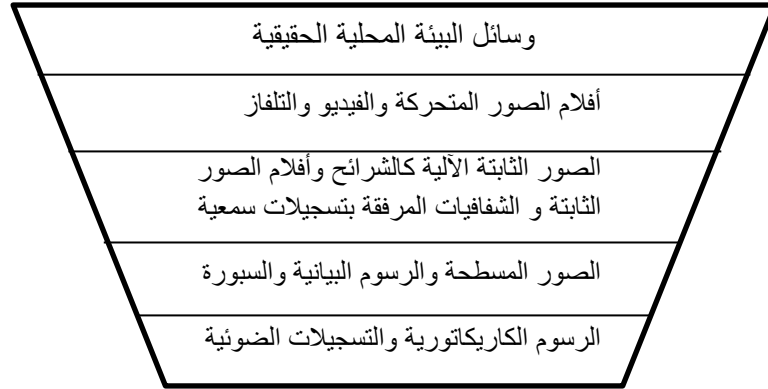 وسائل البيئة المحلية الحقيقية
أفلام الصور المتحركة والفيديو والتلفاز
الصور الثابتة الآلية كالشرائح وأفلام الصور
الثابتة و الشفافيات المرفقة بتسجيلات سمعية
الصور المسطحة والرسوم البيانية والسبورة
الرسوم الكاريكاتورية والتسجيلات الضوئية